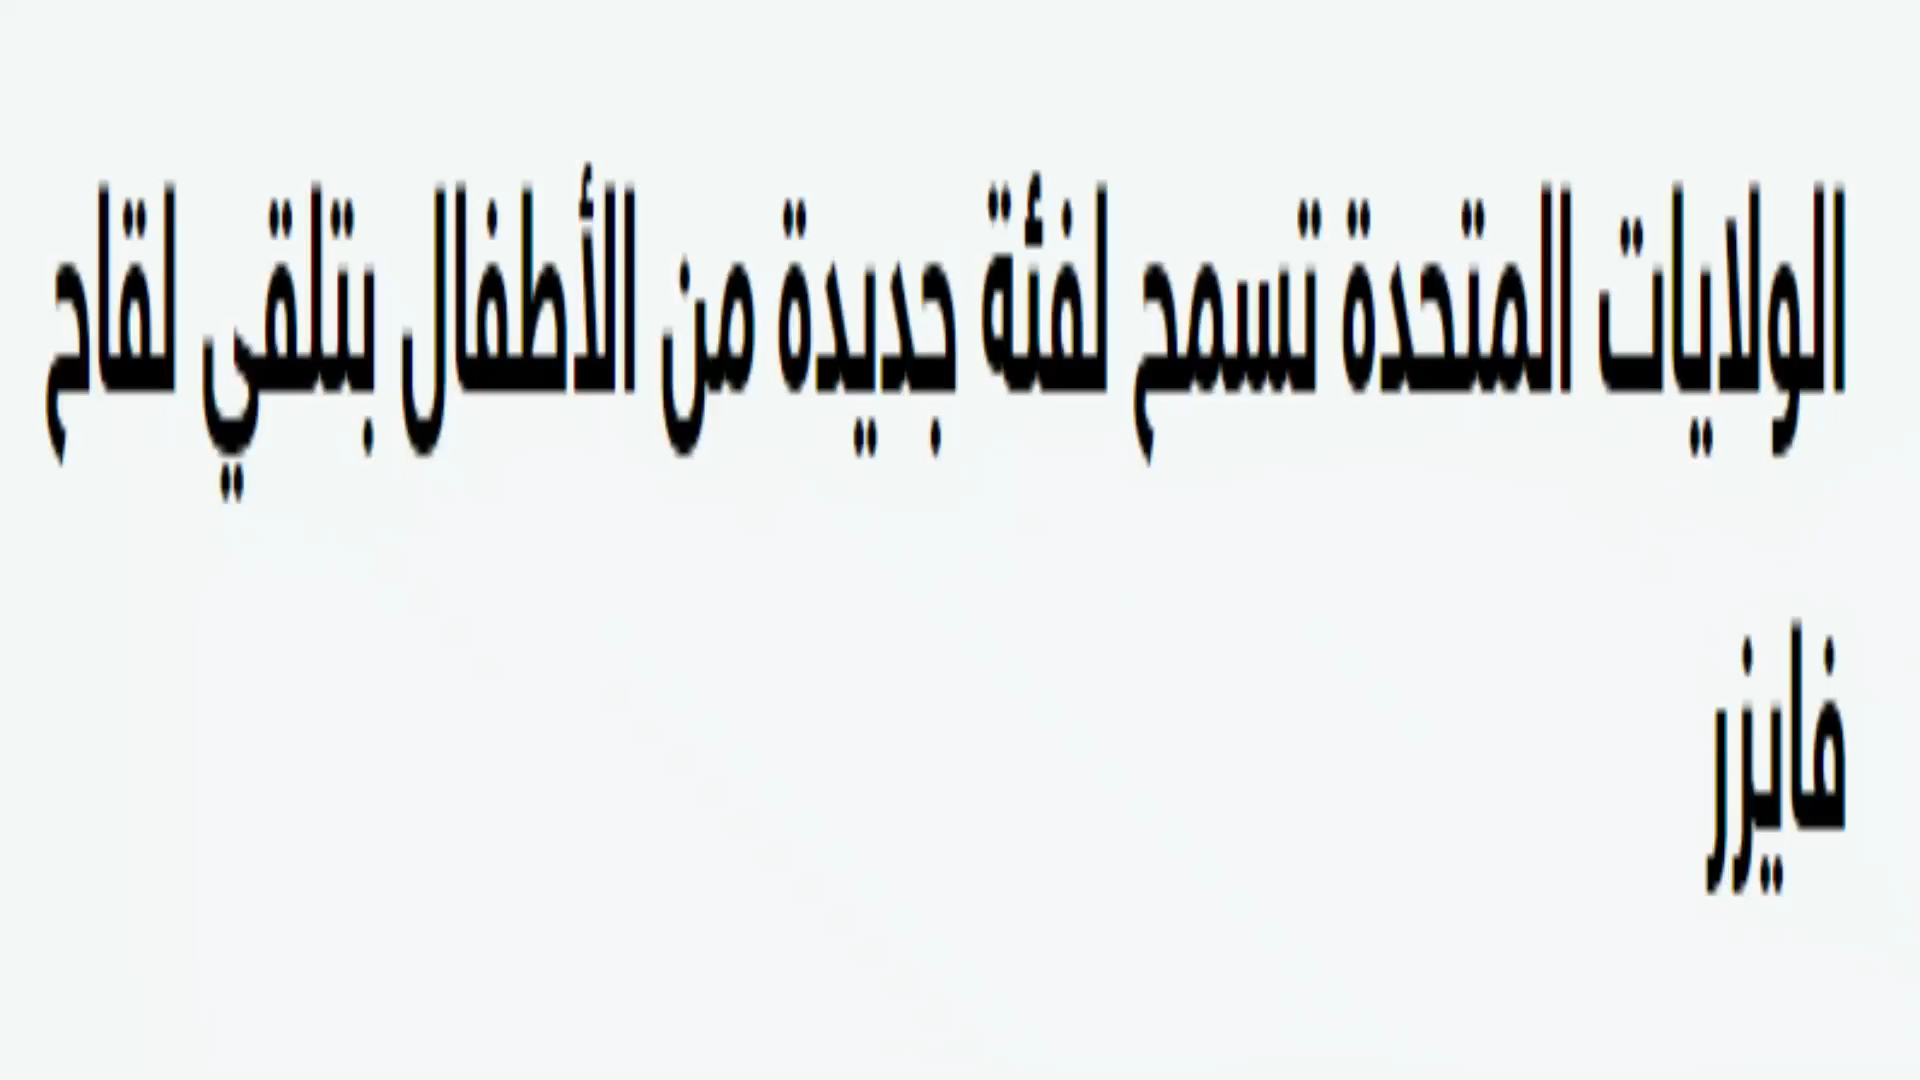 الولايات المتحدة تسمح لفئة جديدة من الأطفال بتلقي لقاح
فايزر